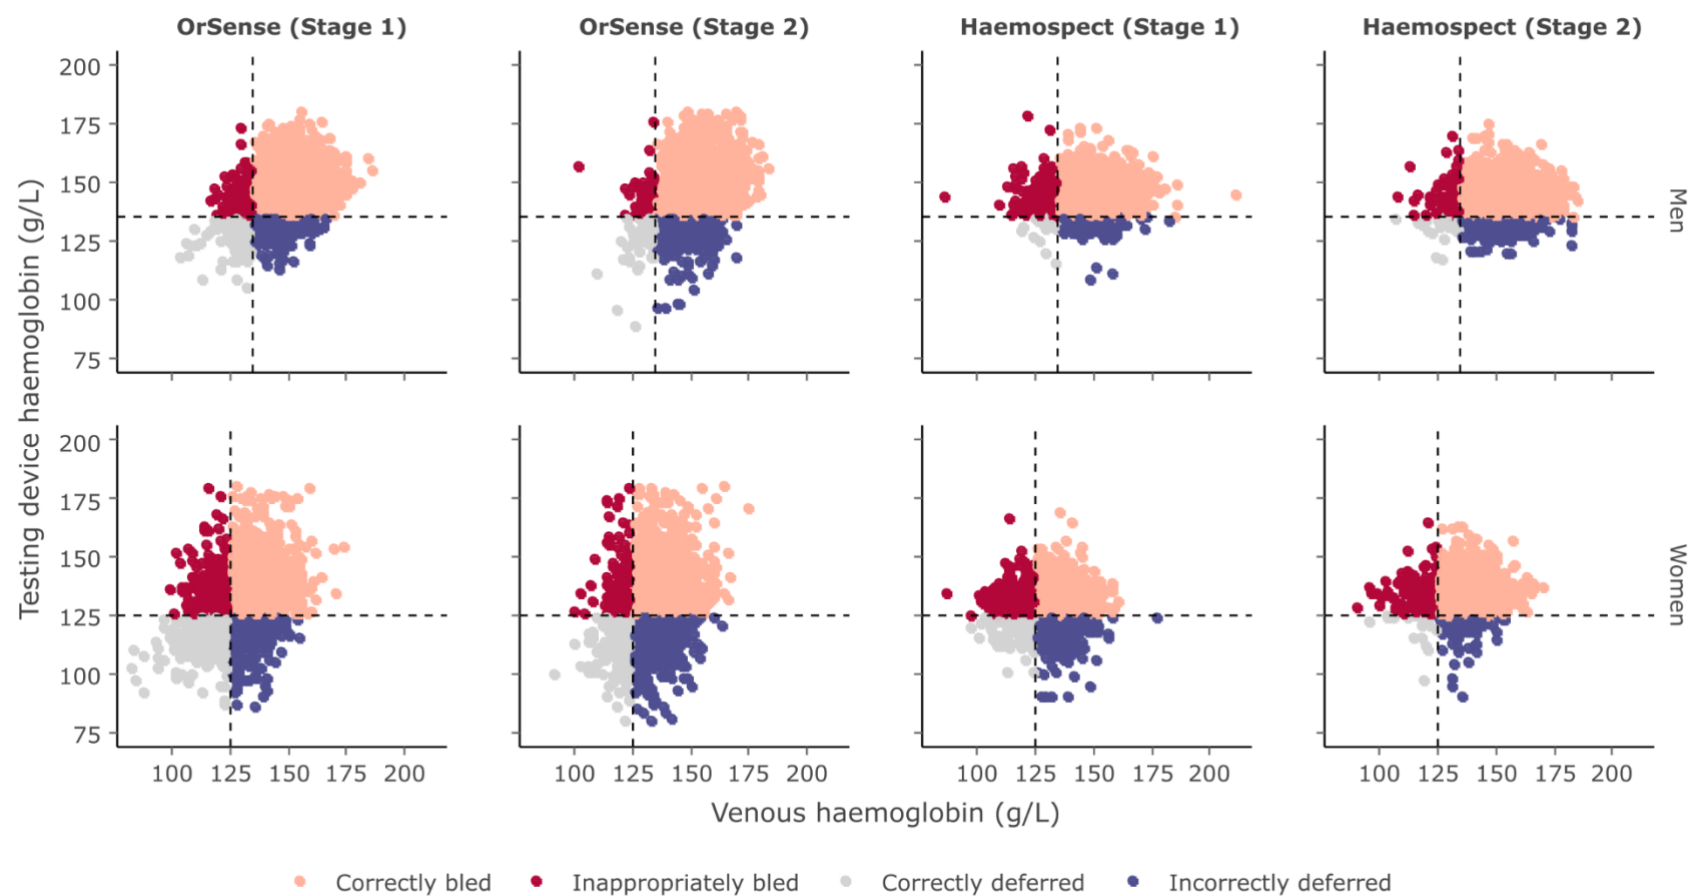 OrSense (Stage 1) OrSense (Stage 2) Haemospect (Stage 1) Haemospect (Stage 2)
Testing device haemoglobin (g/L)
200
175
150
125
100
75
Men
200
175
150
125
100
75
Women
100 125 150 175 200 100 125 150 175 200 100 125 150 175 200 100 125 150 175 200
Venous haemoglobin (g/L)
Correctly bled Inappropriately bled Correctly deferred Incorrectly deferred